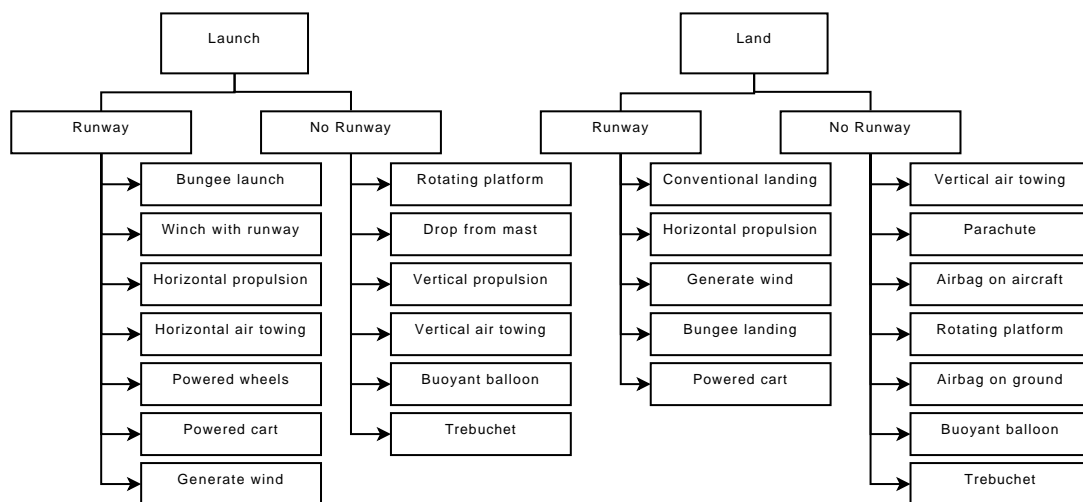 Launch
Land
Runway
No Runway
Runway
No Runway
Bungee launch
Rotating platform
Conventional landing
Vertical air towing
Winch with runway
Drop from mast
Horizontal propulsion
Parachute
Horizontal propulsion
Vertical propulsion
Generate wind
Airbag on aircraft
Horizontal air towing
Vertical air towing
Bungee landing
Rotating platform
Powered wheels
Buoyant balloon
Powered cart
Airbag on ground
Powered cart
Trebuchet
Buoyant balloon
Generate wind
Trebuchet